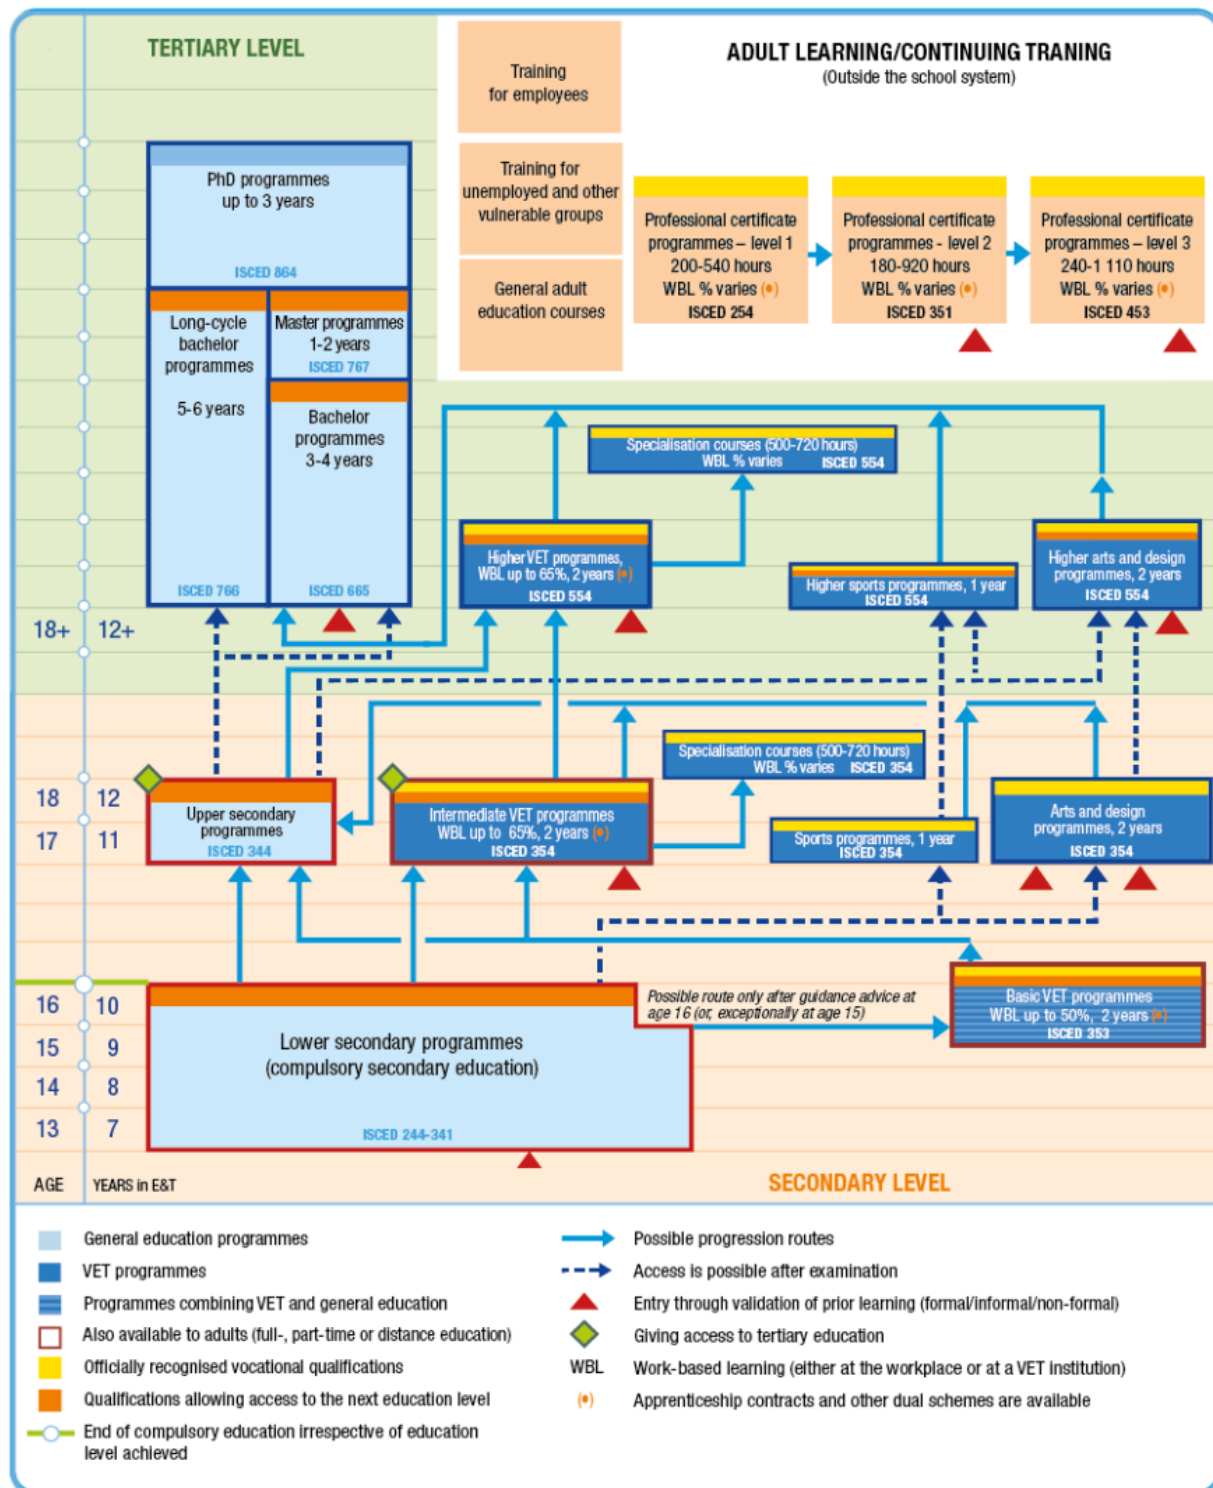 TERTIARY LEVEL
ADULT LEARNING/CONTINUING TRANING
(Outside the school system)
Training
for employees
Training for
unemployed and other
vulnerable groups
General adult
education courses
Professional certificate
programmes – level 1
200-540 hours
WBL % varies (•)
ISCED 254
Professional certificate
programmes - level 2
180-920 hours
WBL % varies (•)
ISCED 351
Professional certificate
programmes – level 3
240-1 110 hours
WBL % varies (•)
ISCED 453
PhD programmes
up to 3 years
ISCED 864
Long-cycle
bachelor
programmes
5-6 years
ISCED 766
Master programmes
1-2 years
ISCED 767
Bachelor
programmes
3-4 years
ISCED 665
Specialisation courses (500-720 hours)
WBL % varies ISCED 554
Higher VET programmes,
WBL up to 65%, 2 years (•)
ISCED 554
Higher sports programmes, 1 year
ISCED 554
Higher arts and design
programmes, 2 years
ISCED 554
18+ 12+
Specialisation courses (500-720 hours)
WBL % varies ISCED 354
18 12
17 11
Upper secondary
programmes
ISCED 344
Intermediate VET programmes
WBL up to 65%, 2 years (•)
ISCED 354
Sports programmes, 1 year
ISCED 354
Arts and design
programmes, 2 years
ISCED 354
16 10
15 9
14 8
13 7
Lower secondary programmes
(compulsory secondary education)
ISCED 244-341
Possible route only after guidance advice at
age 16 (or, exceptionally at age 15)
Basic VET programmes
WBL up to 50%, 2 years (•)
ISCED 353
AGE YEARS in E&T
SECONDARY LEVEL
General education programmes
VET programmes
Programmes combining VET and general education
Also available to adults (full-, part-time or distance education)
Officially recognised vocational qualifications
Qualifications allowing access to the next education level
End of compulsory education irrespective of education
level achieved
Possible progression routes
Access is possible after examination
Entry through validation of prior learning (formal/informal/non-formal)
Giving access to tertiary education
WBL Work-based learning (either at the workplace or at a VET institution)
(•) Apprenticeship contracts and other dual schemes are available